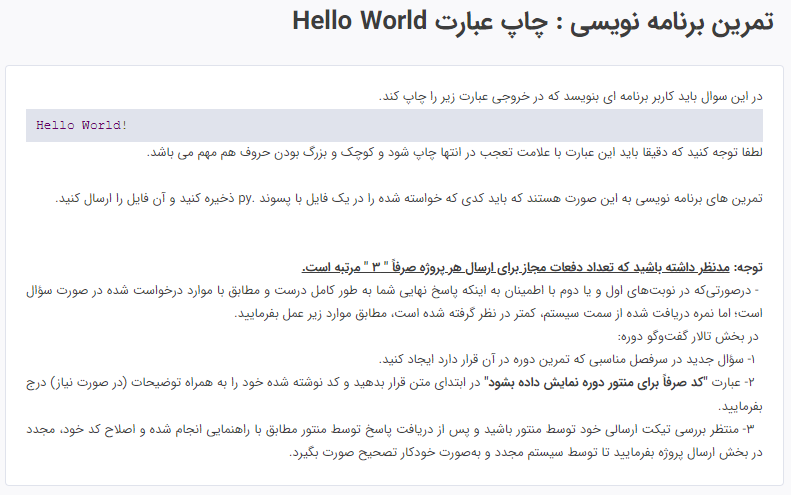 تمرین برنامه نویسی : چاپ عبارت Hello World
در این سوال باید کاربر برنامه ای بنویسد که در خروجی عبارت زیر را چاپ کند.
Hello World!
لطفا توجه کنید که دقیقا باید این عبارت با علامت تعجب در انتها چاپ شود و کوچک و بزرگ بودن حروف هم مهم می باشد.
تمرین های برنامه نویسی به این صورت هستند که باید کدی که خواسته شده را در یک فایل با پسوند .py ذخیره کنید و آن فایل را ارسال کنید.
توجه: مدنظر داشته باشید که تعداد دفعات مجاز برای ارسال هر پروژه صرفاً " ۳ " مرتبه است.
- درصورتی‌که در نوبت‌های اول و یا دوم با اطمینان به اینکه پاسخ نهایی شما به طور کامل درست و مطابق با موارد درخواست شده در صورت سؤال
است؛ اما نمره دریافت شده از سمت سیستم، کمتر در نظر گرفته شده است، مطابق موارد زیر عمل بفرمایید.
در بخش تالار گفت‌وگو دوره:
۱- سؤال جدید در سرفصل مناسبی که تمرین دوره در آن قرار دارد ایجاد کنید.
۲- عبارت "کد صرفاً برای منتور دوره نمایش داده بشود" در ابتدای متن قرار بدهید و کد نوشته شده خود را به همراه توضیحات (در صورت نیاز) درج
بفرمایید.
۳- منتظر بررسی تیکت ارسالی خود توسط منتور باشید و پس از دریافت پاسخ توسط منتور مطابق با راهنمایی انجام شده و اصلاح کد خود، مجدد
در بخش ارسال پروژه بفرمایید تا توسط سیستم مجدد و به‌صورت خودکار تصحیح صورت بگیرد.